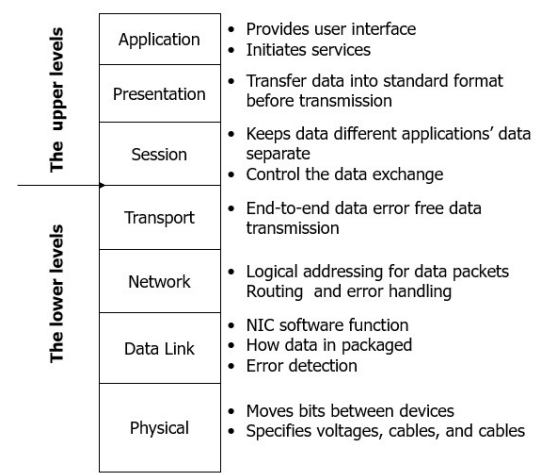 The upper levels
The lower levels
Application
• Provides user interface
• Initiates services
Presentation
• Transfer data into standard format
before transmission
Session
• Keeps data different applications’ data
separate
• Control the data exchange
Transport
• End-to-end data error free data
transmission
Network
• Logical addressing for data packets
Routing and error handling
Data Link
• NIC software function
• How data in packaged
• Error detection
Physical
• Moves bits between devices
• Specifies voltages, cables, and cables